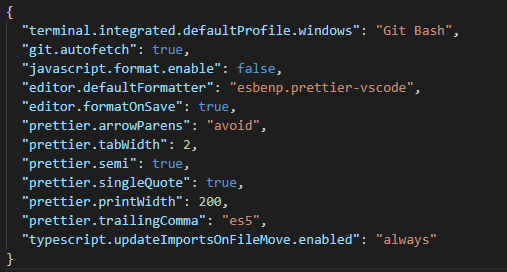 {
"terminal.integrated.defaultProfile.windows": "Git Bash",
"git.autofetch": true,
"javascript.format.enable": false,
"editor.defaultFormatter": "esbenp.prettier-vscode",
"editor.formatOnSave": true,
"prettier.arrowParens": "avoid",
"prettier.tabWidth": 2,
"prettier.semi": true,
"prettier.singleQuote": true,
"prettier.printWidth": 200,
"prettier.trailingComma": "es5",
"typescript.updateImportsOnFileMove.enabled": "always"
}